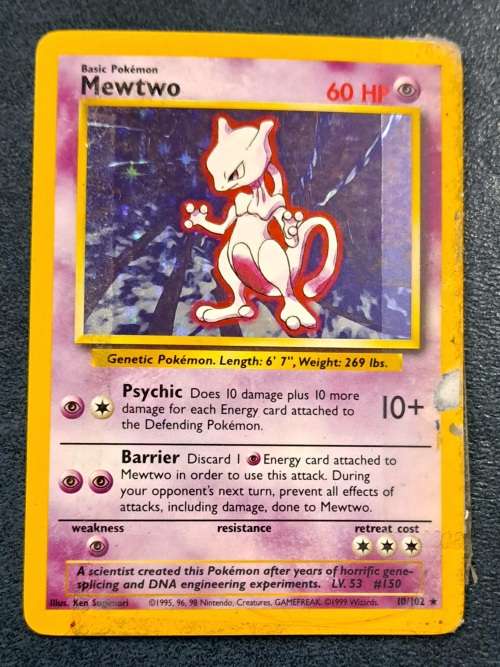 Basic Pokémon
Mewtwo 60 HP
Genetic Pokémon. Length: 6' 7", Weight: 269 lbs.
Psychic Does 10 damage plus 10 more
damage for each Energy card attached to
the Defending Pokémon.
10+
Barrier Discard 1 Energy card attached to
Mewtwo in order to use this attack. During
your opponent's next turn, prevent all effects of
attacks, including damage, done to Mewtwo.
weakness resistance retreat cost
A scientist created this Pokémon after years of horrific gene-
splicing and DNA engineering experiments. LV. 53 #150
Illus. Ken Sugimori ©1995, 96, 98 Nintendo, Creatures, GAMEFREAK. ©1999 Wizards. 10/102